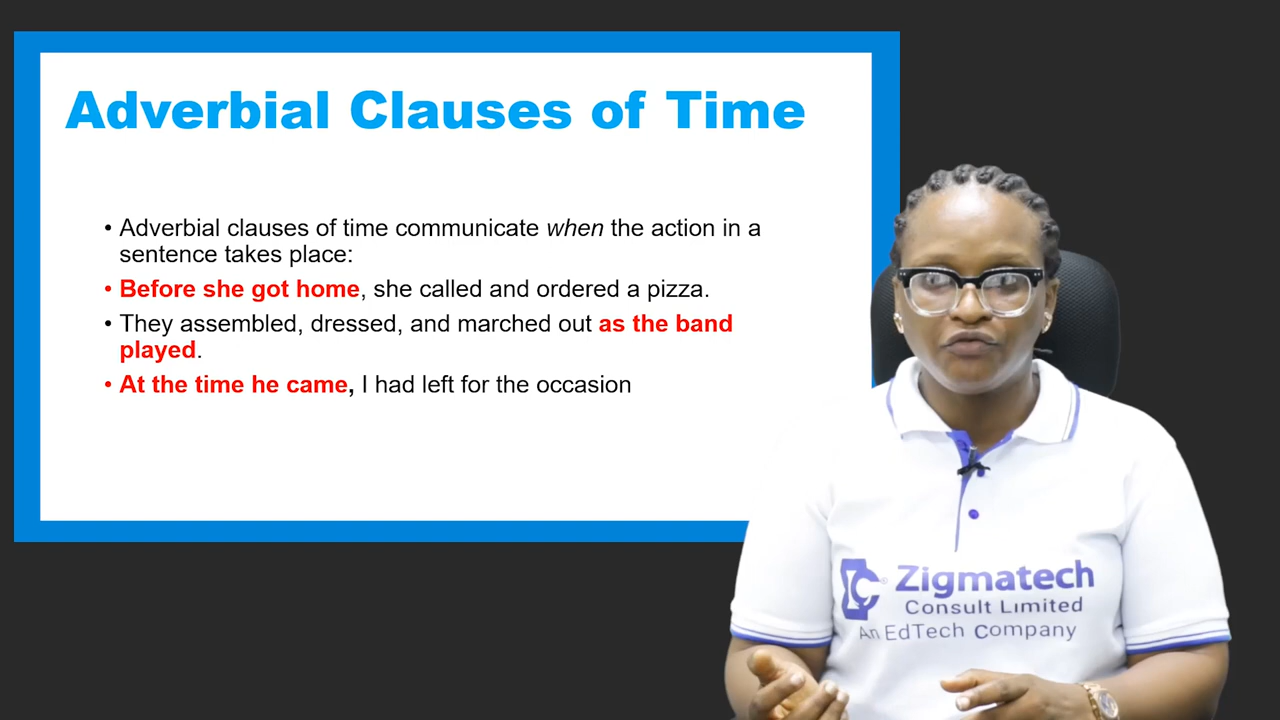 Adverbial Clauses of Time
• Adverbial clauses of time communicate when the action in a
sentence takes place:
• Before she got home, she called and ordered a pizza.
• They assembled, dressed, and marched out as the band
played.
• At the time he came, I had left for the occasion
ZC® Zigmatech
Consult Limited
An EdTech Company